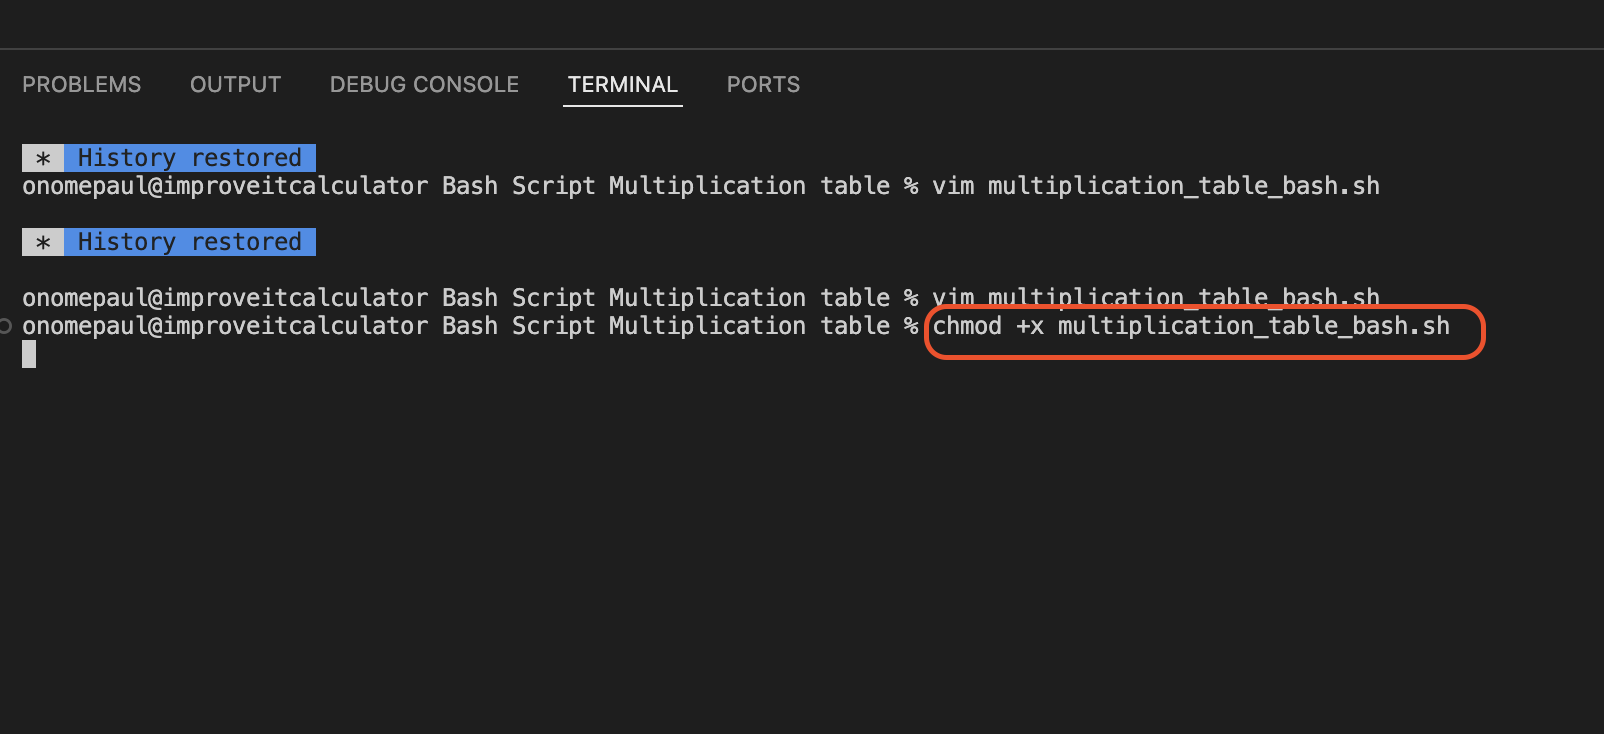 PROBLEMS OUTPUT DEBUG CONSOLE TERMINAL PORTS
* History restored
onomepaul@improveitcalculator Bash Script Multiplication table % vim multiplication_table_bash.sh
* History restored
onomepaul@improveitcalculator Bash Script Multiplication table % vim multiplication_table_bash.sh
onomepaul@improveitcalculator Bash Script Multiplication table % chmod +x multiplication_table_bash.sh